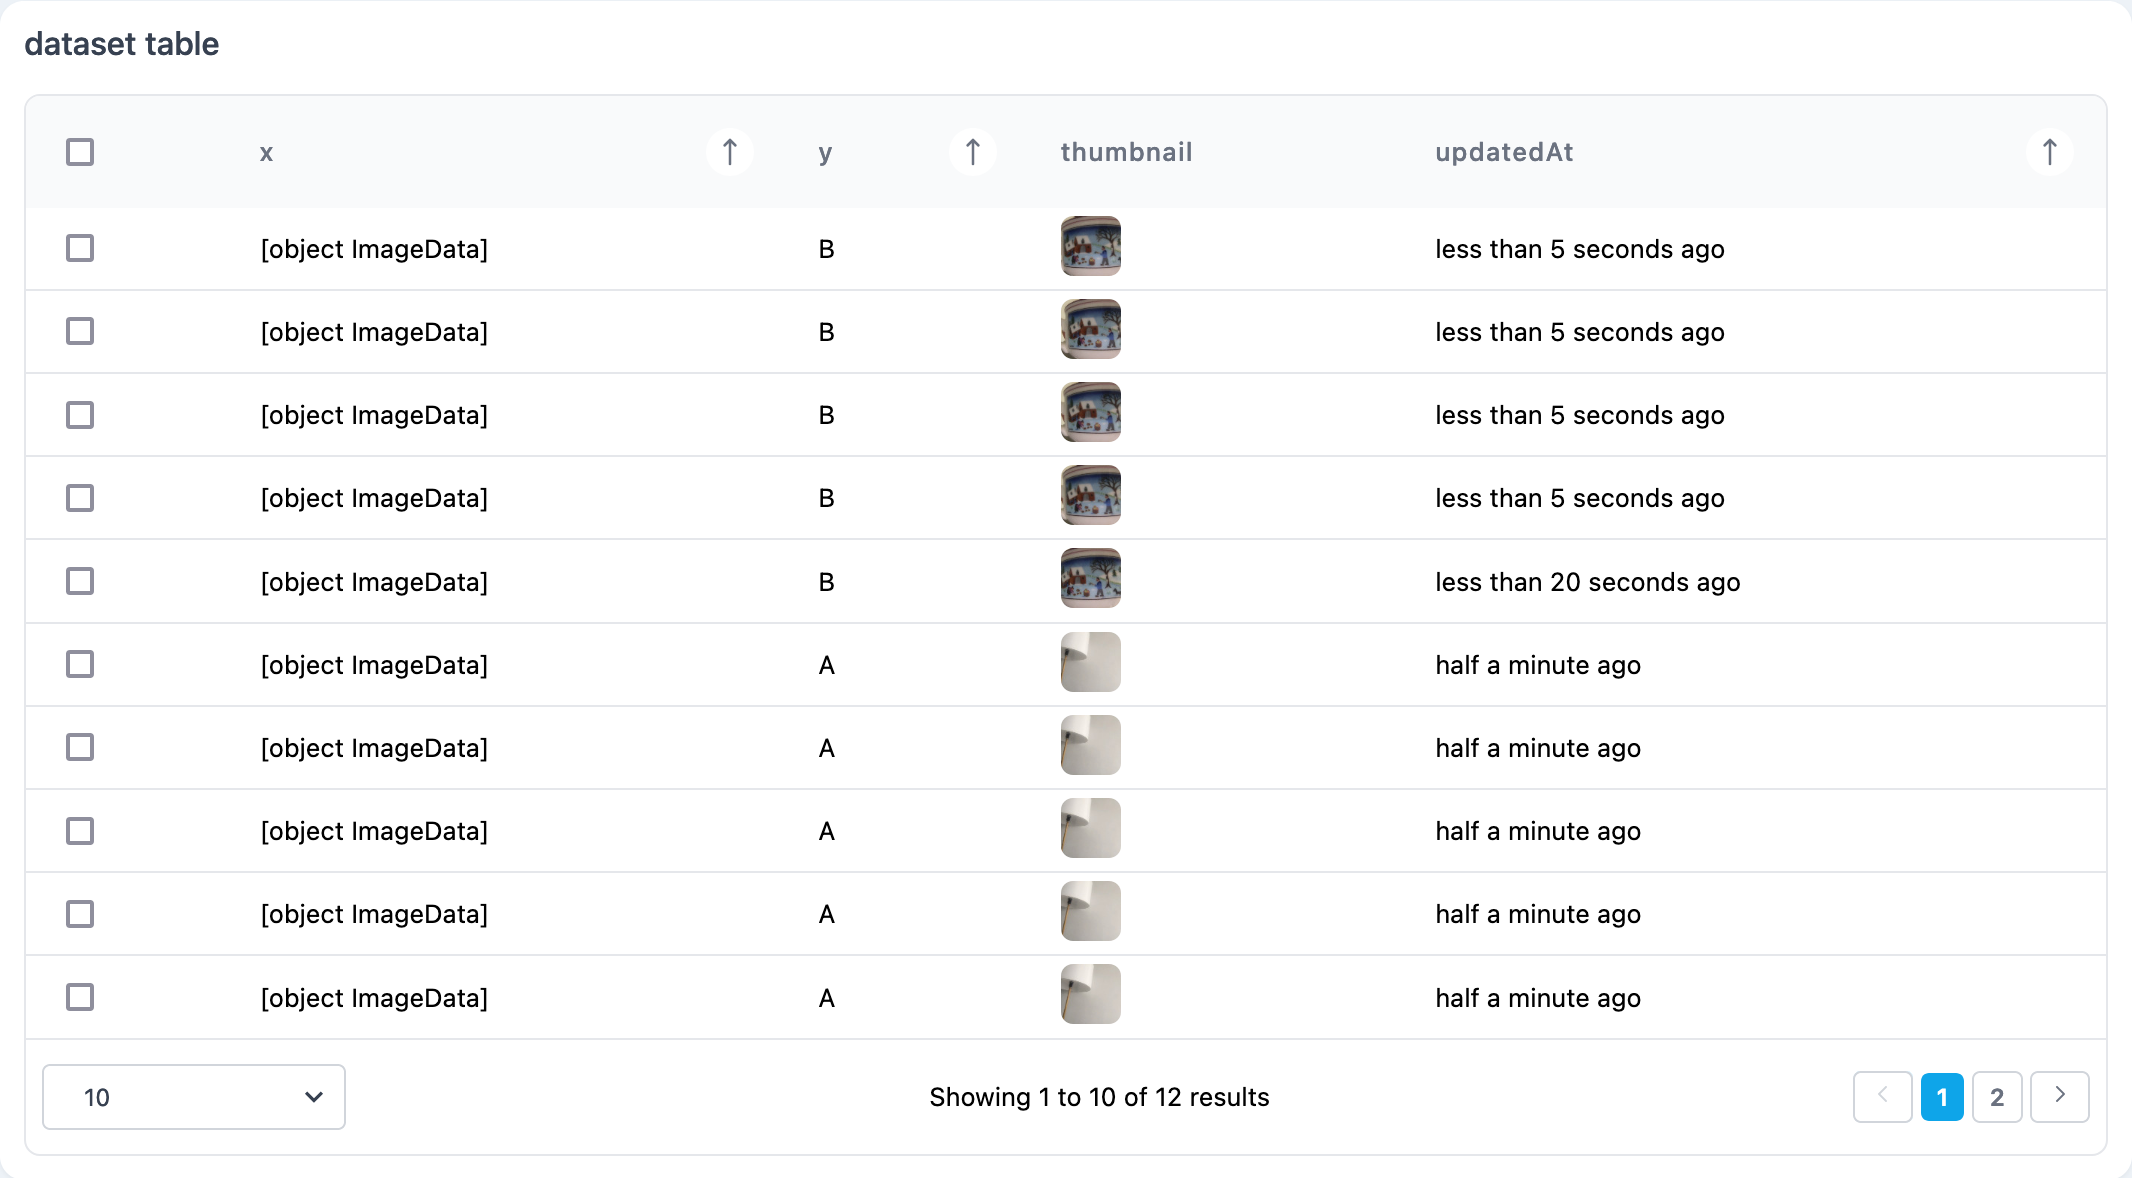 dataset table
x y thumbnail updatedAt
[object ImageData] B less than 5 seconds ago
[object ImageData] B less than 5 seconds ago
[object ImageData] B less than 5 seconds ago
[object ImageData] B less than 5 seconds ago
[object ImageData] B less than 20 seconds ago
[object ImageData] A half a minute ago
[object ImageData] A half a minute ago
[object ImageData] A half a minute ago
[object ImageData] A half a minute ago
[object ImageData] A half a minute ago
10 Showing 1 to 10 of 12 results 1 2